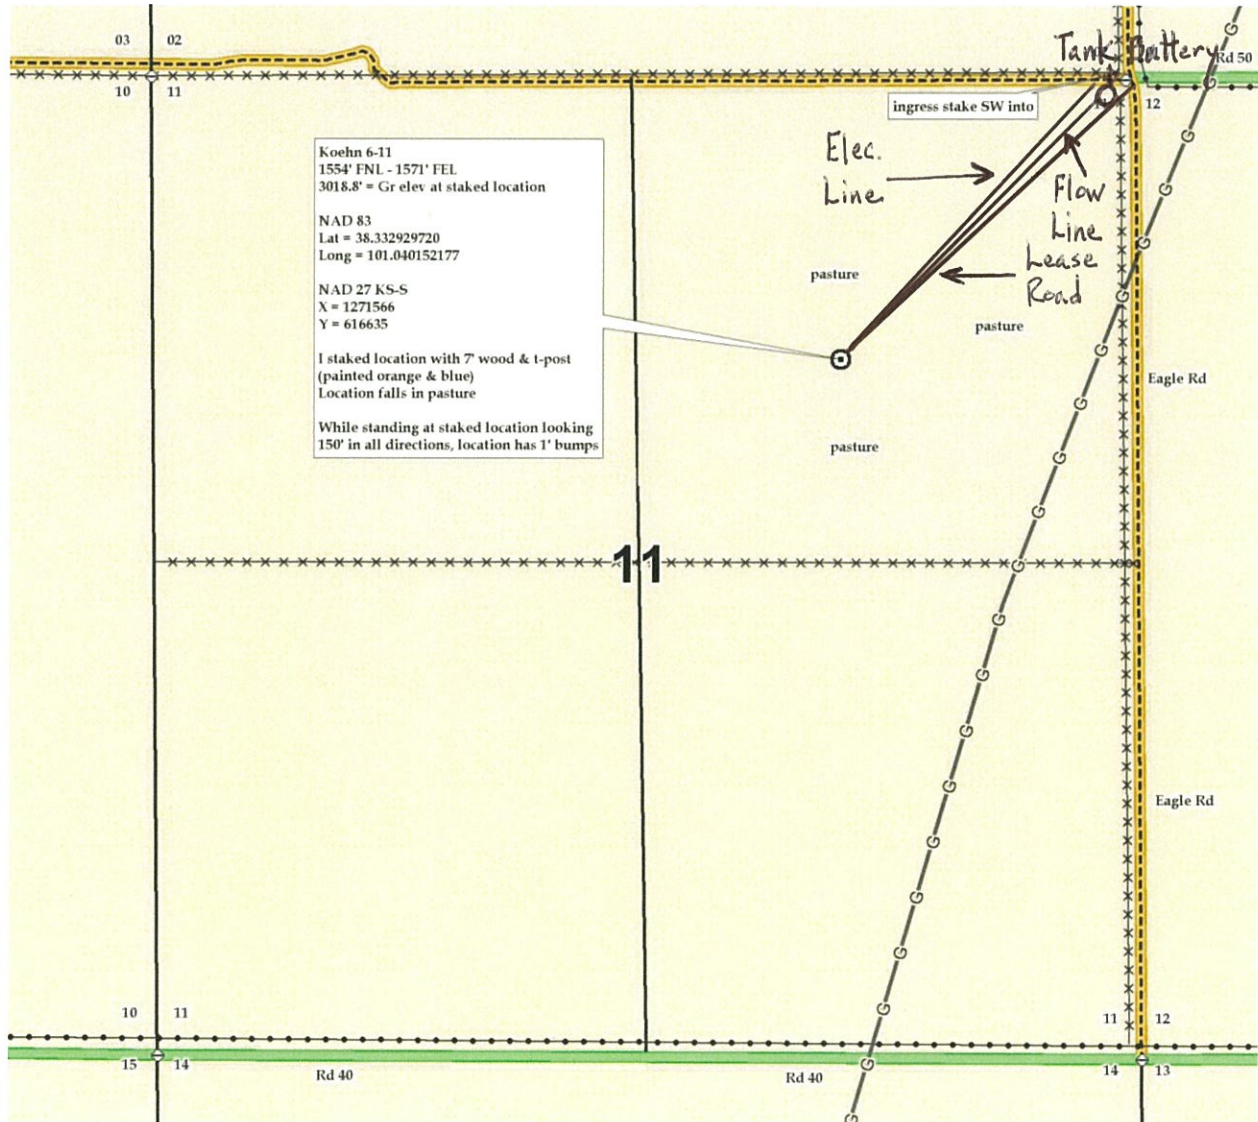 03 02
Tank Battery
Rd 50
10 11
12
ingress stake SW into
Koehn 6-11
1554' FNL - 1571' FEL
3018.8' = Gr elev at staked location
NAD 83
Lat = 38.332929720
Long = 101.040152177
NAD 27 KS-S
X = 1271566
Y = 616635
I staked location with 7' wood & t-post
(painted orange & blue)
Location falls in pasture
While standing at staked location looking
150' in all directions, location has 1' bumps
Elec.
Line
Flow
Line
Lease
Road
pasture
pasture
pasture
Eagle Rd
11
Eagle Rd
G G G G G G G G G G G G G G G G G G G G G
10 11
11 12
15 14
14 13
Rd 40
Rd 40